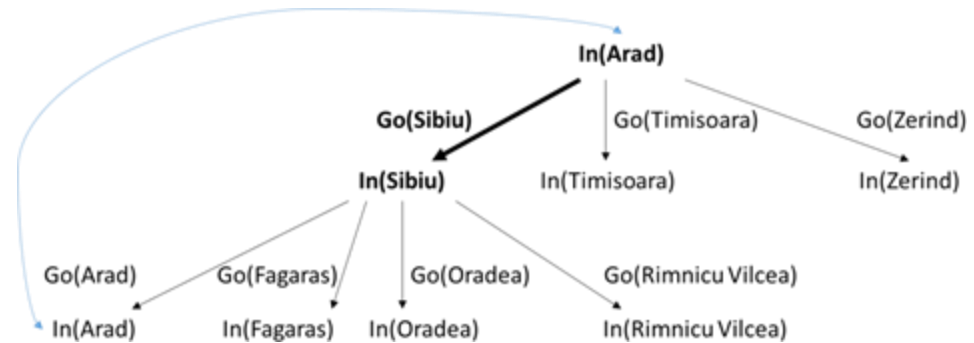 In(Arad)
Go(Sibiu) Go(Timisoara) Go(Zerind)
In(Sibiu) In(Timisoara) In(Zerind)
Go(Arad) Go(Fagaras) Go(Oradea) Go(Rimnicu Vilcea)
In(Arad) In(Fagaras) In(Oradea) In(Rimnicu Vilcea)